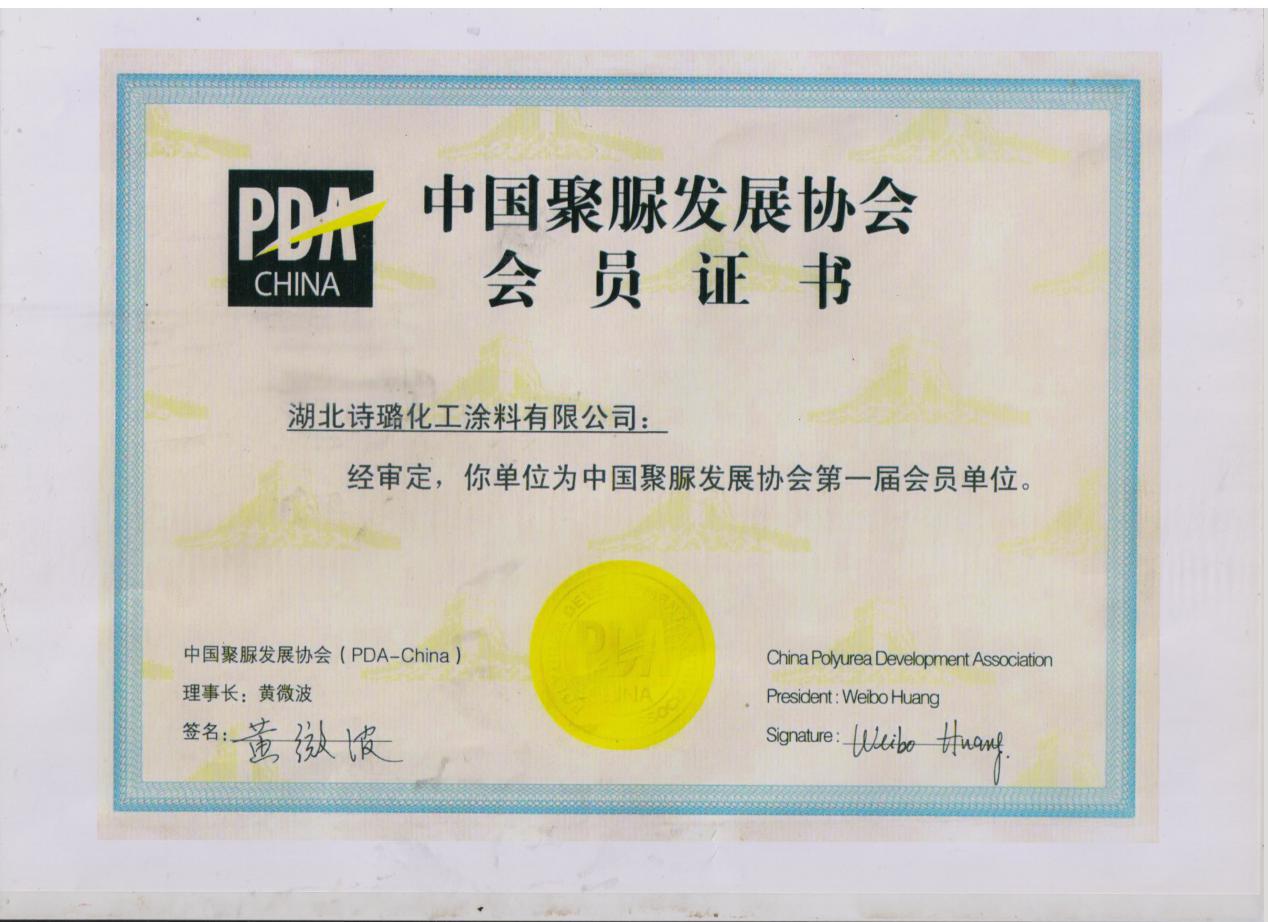 PDA
CHINA
中国聚脲发展协会
会员证书
湖北诗璐化工涂料有限公司：
经审定，你单位为中国聚脲发展协会第一届会员单位。
中国聚脲发展协会（PDA-China）
理事长：黄微波
签名：黄微波
PDA
China Polyurea Development Association
President : Weibo Huang
Signature : Weibo Huang.